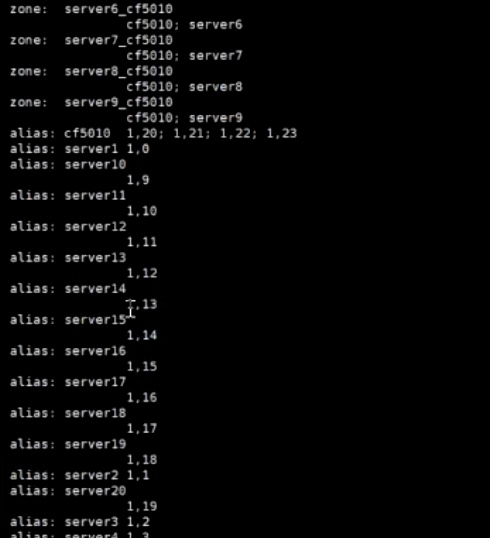 zone:  server6_cf5010
cf5010; server6
zone:  server7_cf5010
cf5010; server7
zone:  server8_cf5010
cf5010; server8
zone:  server9_cf5010
cf5010; server9
alias: cf5010  1,20; 1,21; 1,22; 1,23
alias: server1 1,0
alias: server10
1,9
alias: server11
1,10
alias: server12
1,11
alias: server13
1,12
alias: server14
1,13
alias: server15
1,14
alias: server16
1,15
alias: server17
1,16
alias: server18
1,17
alias: server19
1,18
alias: server2 1,1
alias: server20
1,19
alias: server3 1,2
alias: server4 1,3